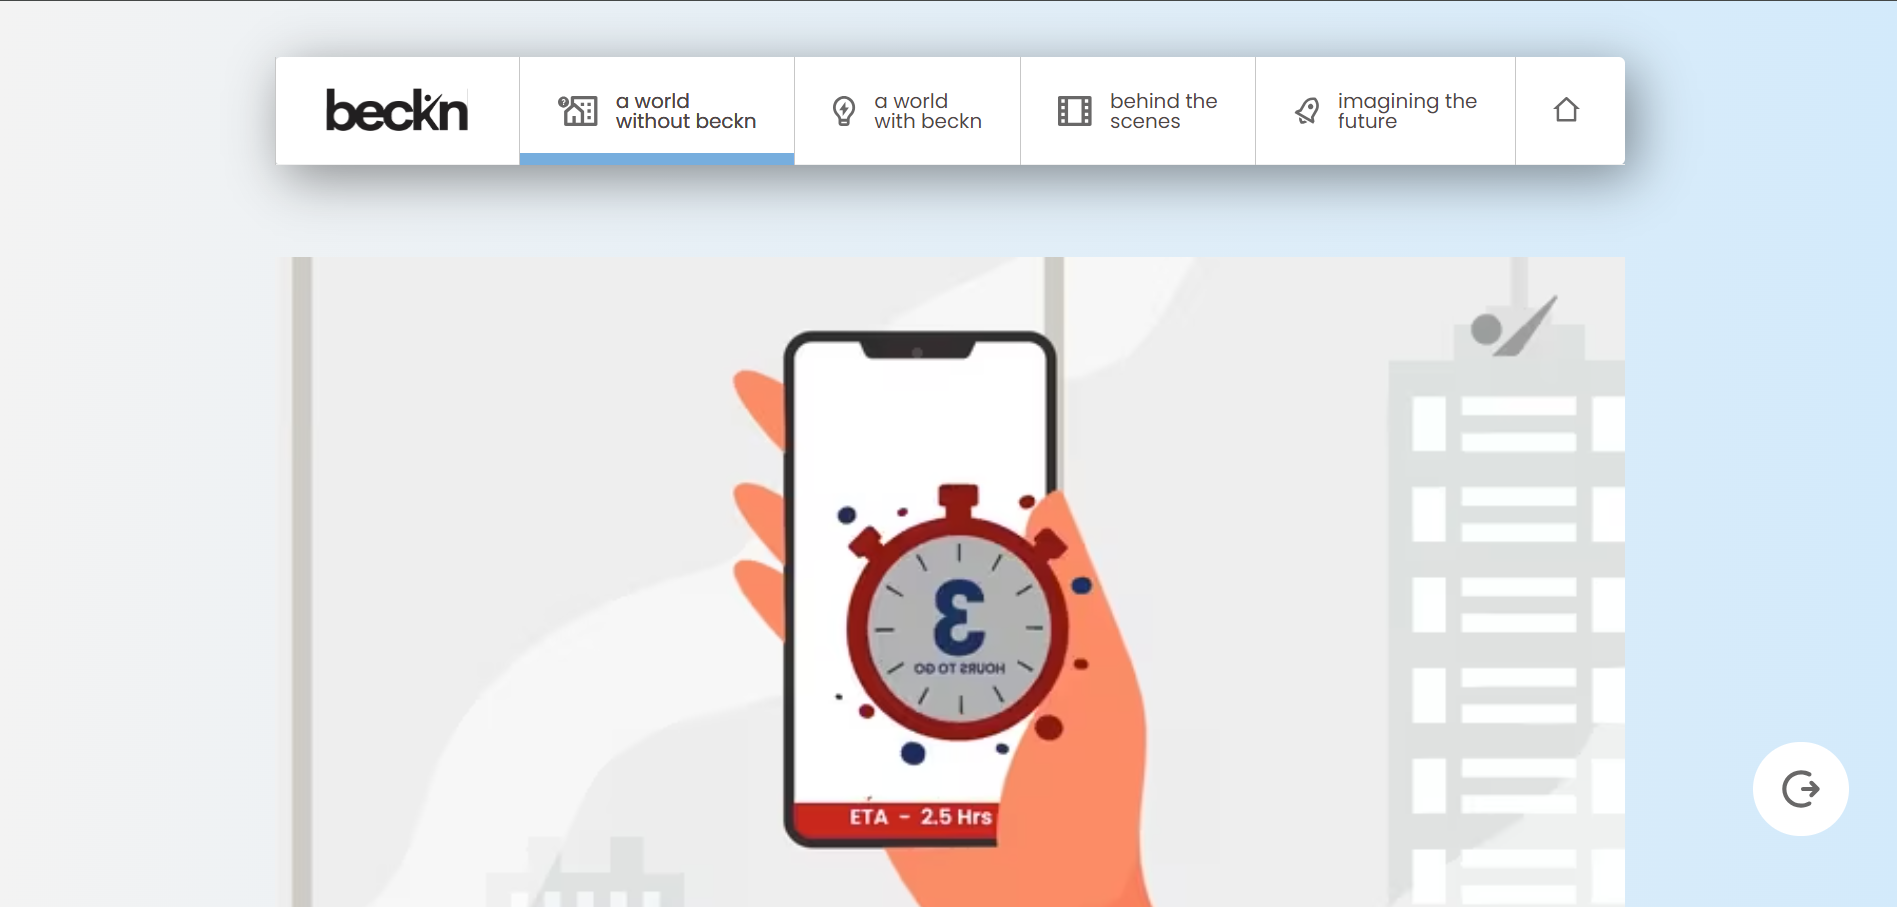 beckn
a world
without beckn
a world
with beckn
behind the
scenes
imagining the
future
3
HOURS TO GO
ETA - 2.5 Hrs